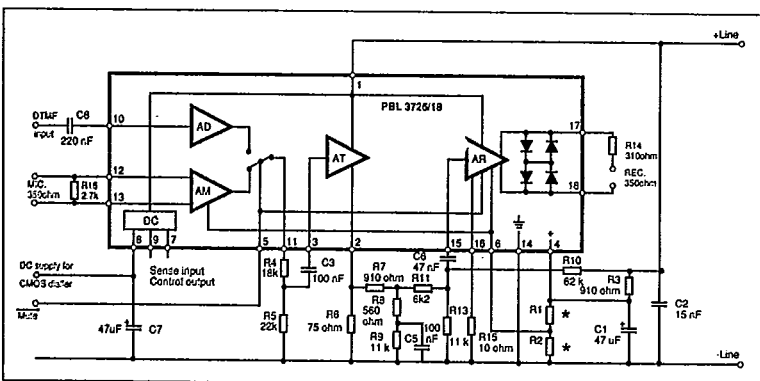 +Line
1
PBL 3726/18
DTMF
input
C8
220 nF
10
AD
AT
AR
17
R14
310ohm
REC.
350ohm
18
MIC.
350ohm
R16
2.7k
12
13
AM
DC
8
9
7
5
11
3
2
15
16
6
14
+
4
DC supply for
CMOS dialler
Sense input
Control output
Mute
47uF
C7
R4
18k
R5
22k
C3
100 nF
R7
910 ohm
R11
6k2
R6
75 ohm
R8
560
ohm
R9
11 k
C5
100
nF
C6
47 nF
R13
11 k
R15
10 ohm
R10
62 k
R3
910 ohm
R1
*
R2
*
C1
47 uF
C2
15 nF
-Line